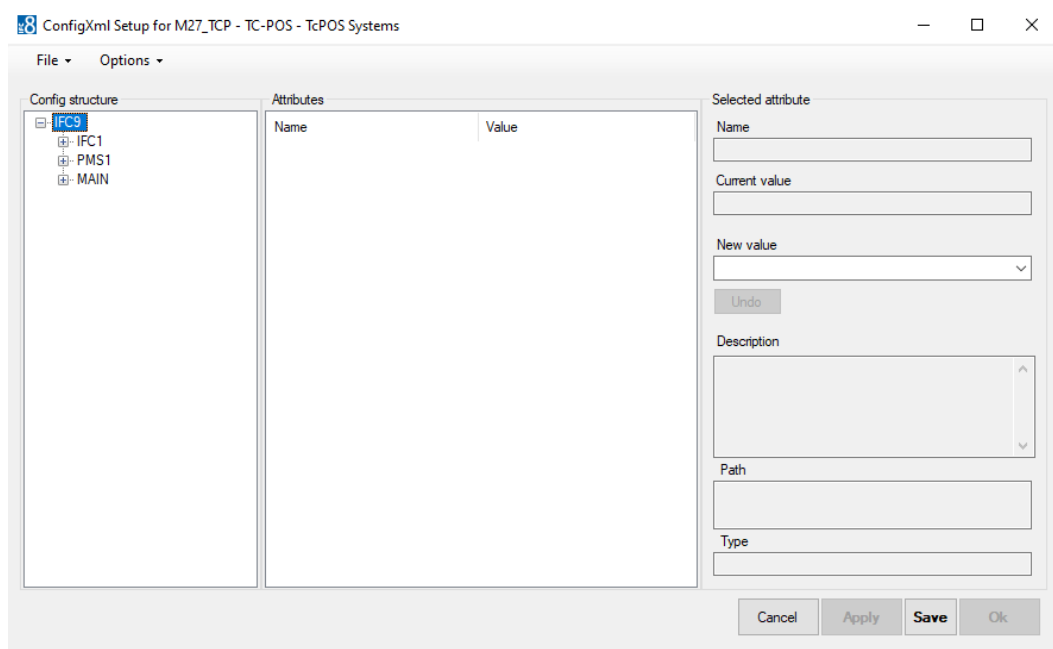 ConfigXml Setup for M27_TCP - TC-POS - TcPOS Systems
File Options
Config structure
IFC9
IFC1
PMS1
MAIN
Attributes
Name Value
Selected attribute
Name
Current value
New value
Undo
Description
Path
Type
Cancel Apply Save Ok